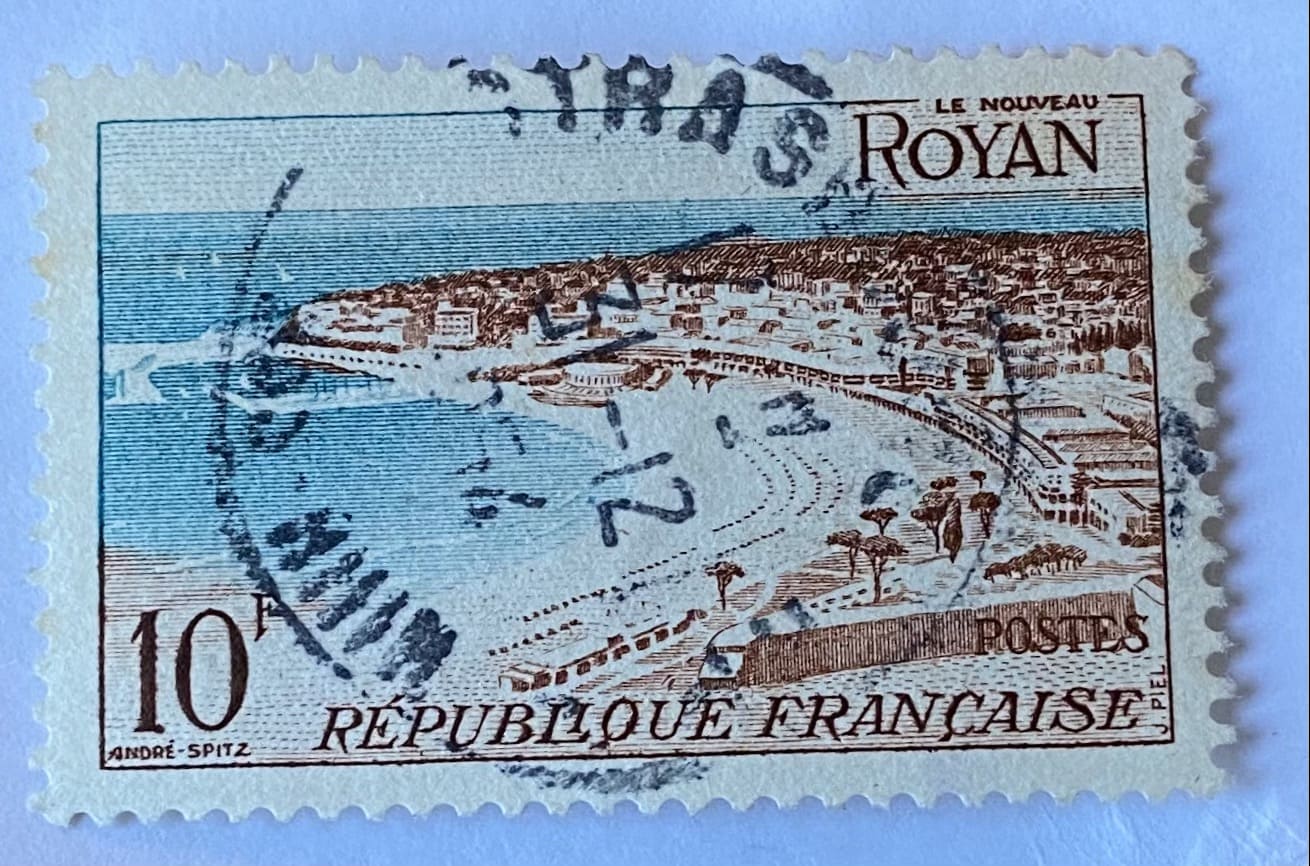 LE NOUVEAU
ROYAN
10F
POSTES
RÉPUBLIQUE FRANÇAISE
ANDRÉ-SPITZ
J. PIEL